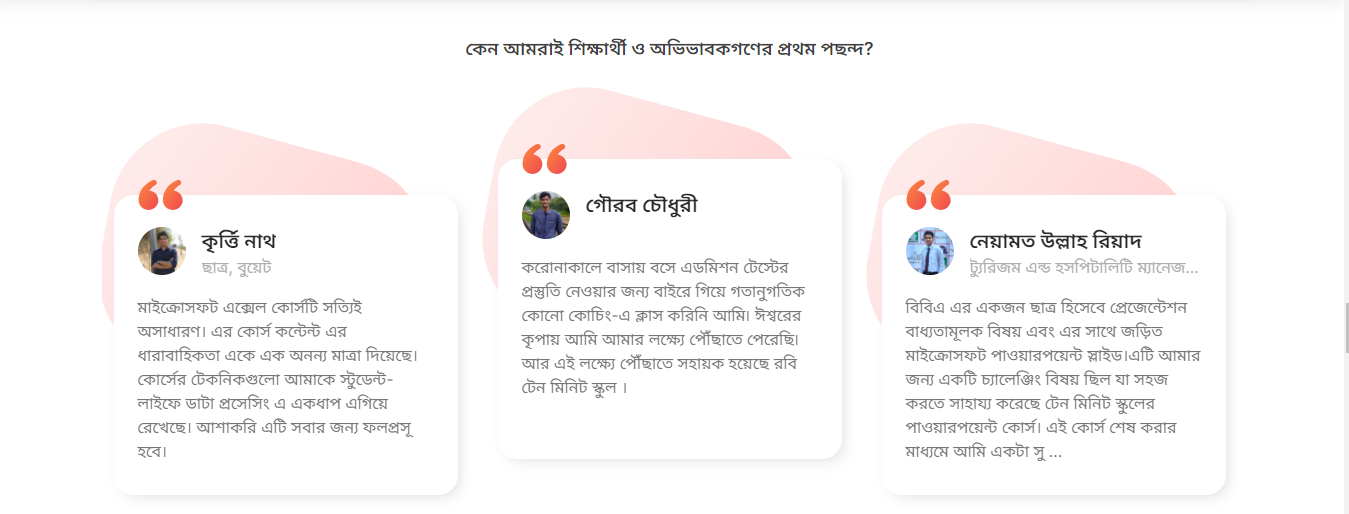 কেন আমরাই শিক্ষার্থী ও অভিভাবকগণের প্রথম পছন্দ?
কৃর্ত্তি নাথ
ছাত্র, বুয়েট
মাইক্রোসফট এক্সেল কোর্সটি সত্যিই
অসাধারণ। এর কোর্স কন্টেন্ট এর
ধারাবাহিকতা একে এক অনন্য মাত্রা দিয়েছে।
কোর্সের টেকনিকগুলো আমাকে স্টুডেন্ট-
লাইফে ডাটা প্রসেসিং এ একধাপ এগিয়ে
রেখেছে। আশাকরি এটি সবার জন্য ফলপ্রসূ
হবে।
গৌরব চৌধুরী
করোনাকালে বাসায় বসে এডমিশন টেস্টের
প্রস্তুতি নেওয়ার জন্য বাইরে গিয়ে গতানুগতিক
কোনো কোচিং-এ ক্লাস করিনি আমি। ঈশ্বরের
কৃপায় আমি আমার লক্ষ্যে পৌঁছাতে পেরেছি।
আর এই লক্ষ্যে পৌঁছাতে সহায়ক হয়েছে রবি
টেন মিনিট স্কুল ।
নেয়ামত উল্লাহ রিয়াদ
ট্যুরিজম এন্ড হসপিটালিটি ম্যানেজ...
বিবিএ এর একজন ছাত্র হিসেবে প্রেজেন্টেশন
বাধ্যতামূলক বিষয় এবং এর সাথে জড়িত
মাইক্রোসফট পাওয়ারপয়েন্ট স্লাইড।এটি আমার
জন্য একটি চ্যালেঞ্জিং বিষয় ছিল যা সহজ
করতে সাহায্য করেছে টেন মিনিট স্কুলের
পাওয়ারপয়েন্ট কোর্স। এই কোর্স শেষ করার
মাধ্যমে আমি একটা সু ...